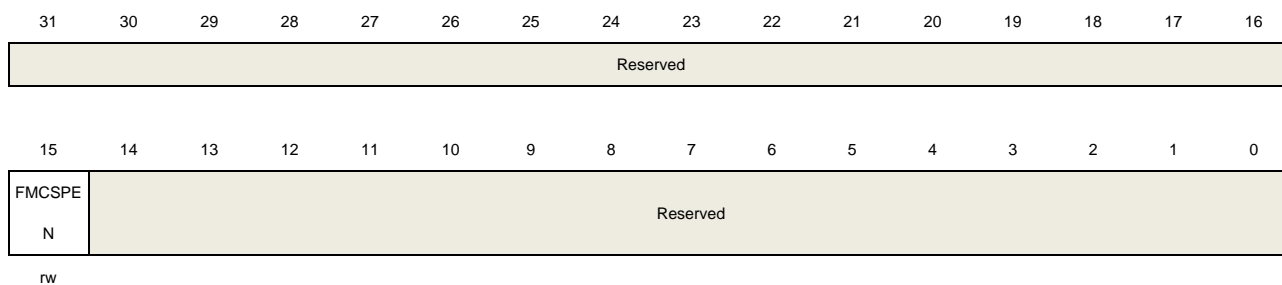 31 30 29 28 27 26 25 24 23 22 21 20 19 18 17 16
Reserved
15 14 13 12 11 10 9 8 7 6 5 4 3 2 1 0
FMCSPE
N
Reserved
rw